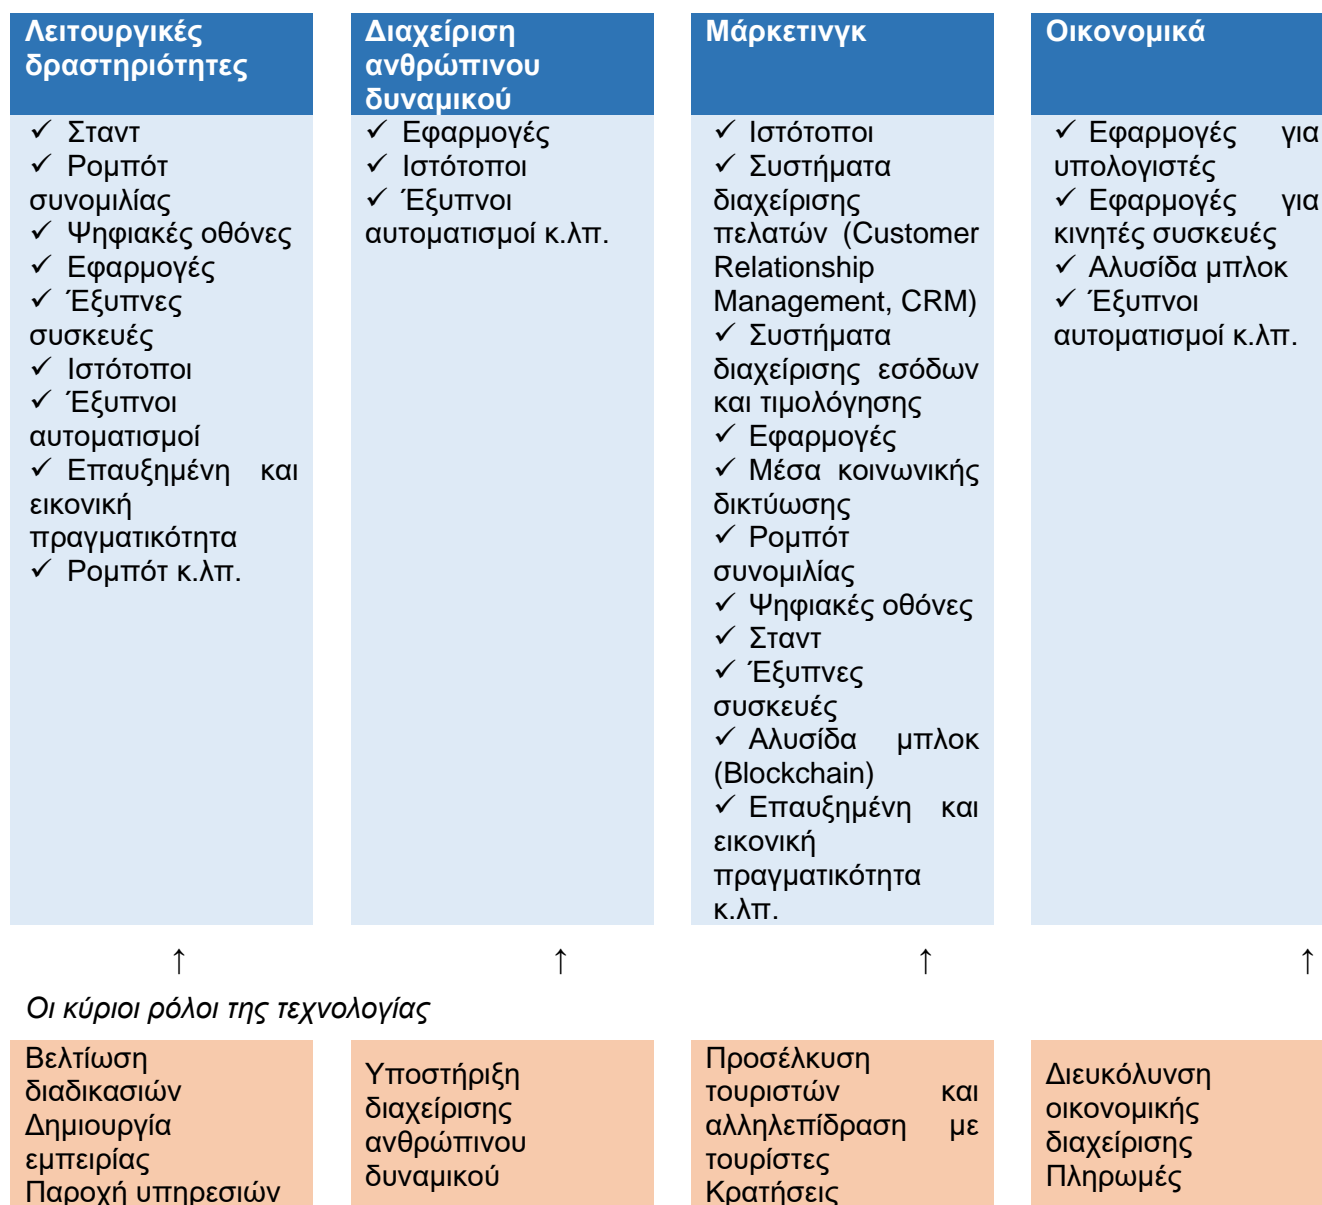 Λειτουργικές
δραστηριότητες
✓ Σταντ
✓ Ρομπότ
συνομιλίας
✓ Ψηφιακές οθόνες
✓ Εφαρμογές
✓ Έξυπνες
συσκευές
✓ Ιστότοποι
✓ Έξυπνοι
αυτοματισμοί
✓ Επαυξημένη και
εικονική
πραγματικότητα
✓ Ρομπότ κ.λπ.
Διαχείριση
ανθρώπινου
δυναμικού
✓ Εφαρμογές
✓ Ιστότοποι
✓ Έξυπνοι
αυτοματισμοί κ.λπ.
Μάρκετινγκ
✓ Ιστότοποι
✓ Συστήματα
διαχείρισης
πελατών (Customer
Relationship
Management, CRM)
✓ Συστήματα
διαχείρισης εσόδων
και τιμολόγησης
✓ Εφαρμογές
✓ Μέσα κοινωνικής
δικτύωσης
✓ Ρομπότ
συνομιλίας
✓ Ψηφιακές οθόνες
✓ Σταντ
✓ Έξυπνες
συσκευές
✓ Αλυσίδα μπλοκ
(Blockchain)
✓ Επαυξημένη και
εικονική
πραγματικότητα
κ.λπ.
Οικονομικά
✓ Εφαρμογές για
υπολογιστές
✓ Εφαρμογές για
κινητές συσκευές
✓ Αλυσίδα μπλοκ
✓ Έξυπνοι
αυτοματισμοί κ.λπ.
↑ ↑ ↑ ↑
Οι κύριοι ρόλοι της τεχνολογίας
Βελτίωση
διαδικασιών
Δημιουργία
εμπειρίας
Παροχή υπηρεσιών
Υποστήριξη
διαχείρισης
ανθρώπινου
δυναμικού
Προσέλκυση
τουριστών και
αλληλεπίδραση με
τουρίστες
Κρατήσεις
Διευκόλυνση
οικονομικής
διαχείρισης
Πληρωμές